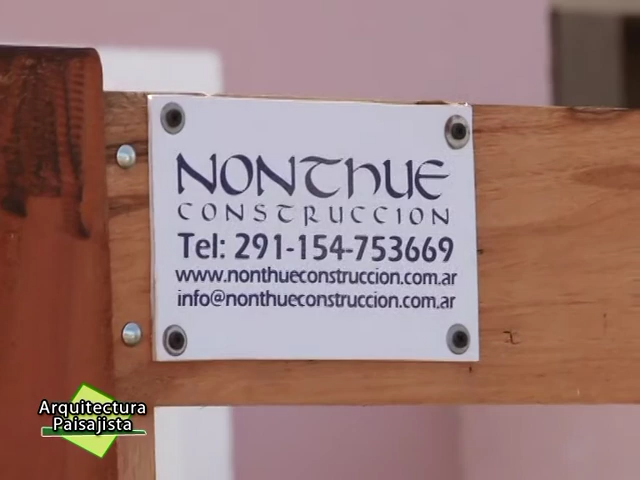 NONTHUE
CONSTRUCCION
Tel: 291-154-753669
www.nonthueconstruccion.com.ar
info@nonthueconstruccion.com.ar
Arquitectura
Paisajista